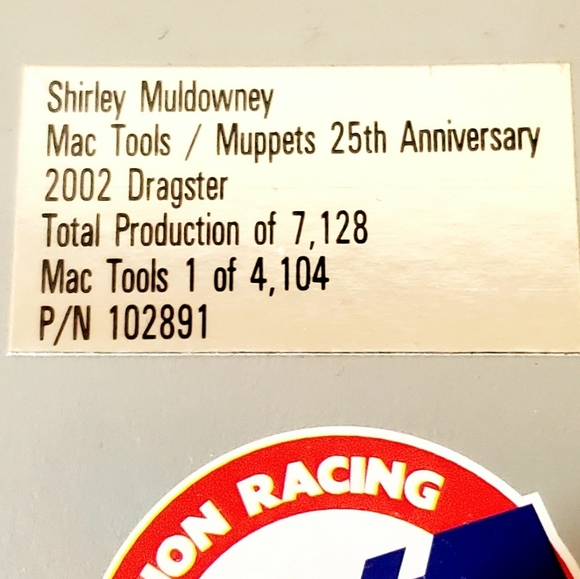 Shirley Muldowney
Mac Tools / Muppets 25th Anniversary
2002 Dragster
Total Production of 7,128
Mac Tools 1 of 4,104
P/N 102891
RACING